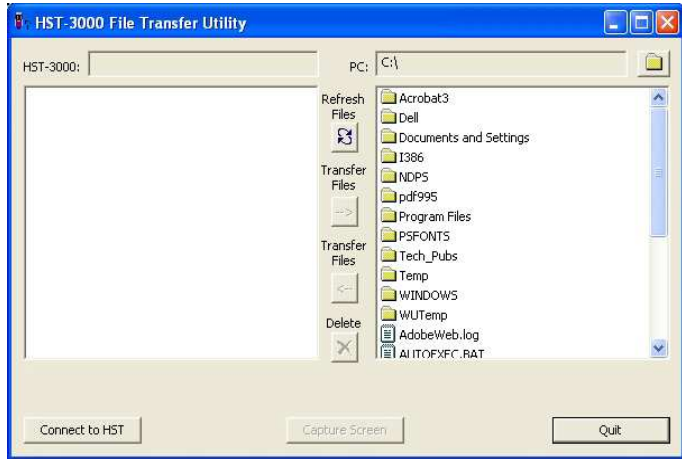 HST-3000 File Transfer Utility
HST-3000:
PC: C:\
Refresh
Files
Transfer
Files
-->
Transfer
Files
<--
Delete
Acrobat3
Dell
Documents and Settings
I386
NDPS
pdf995
Program Files
PSFONTS
Tech_Pubs
Temp
WINDOWS
WUTemp
AdobeWeb.log
AUTOEXEC.BAT
Connect to HST
Capture Screen
Quit